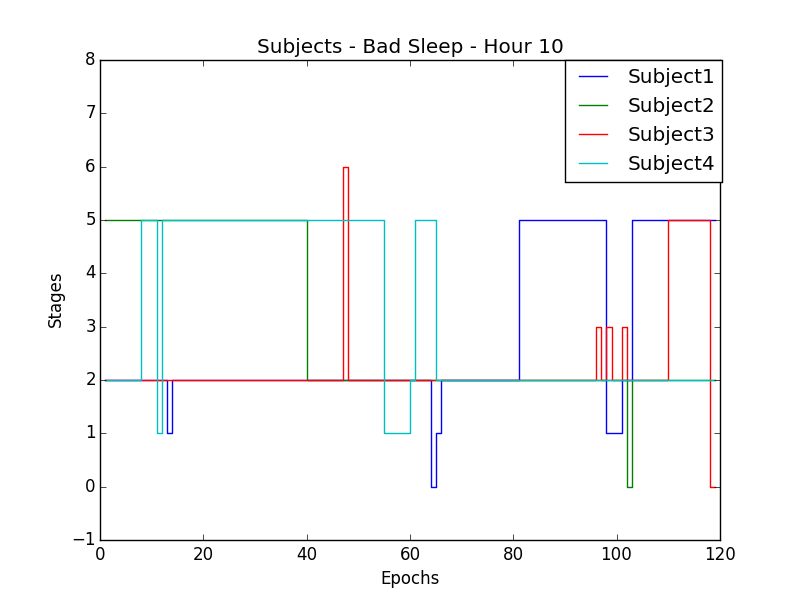 Subjects - Bad Sleep - Hour 10
8
7
6
5
4
3
2
1
0
−1
Stages
0 20 40 60 80 100 120
Epochs
Subject1
Subject2
Subject3
Subject4